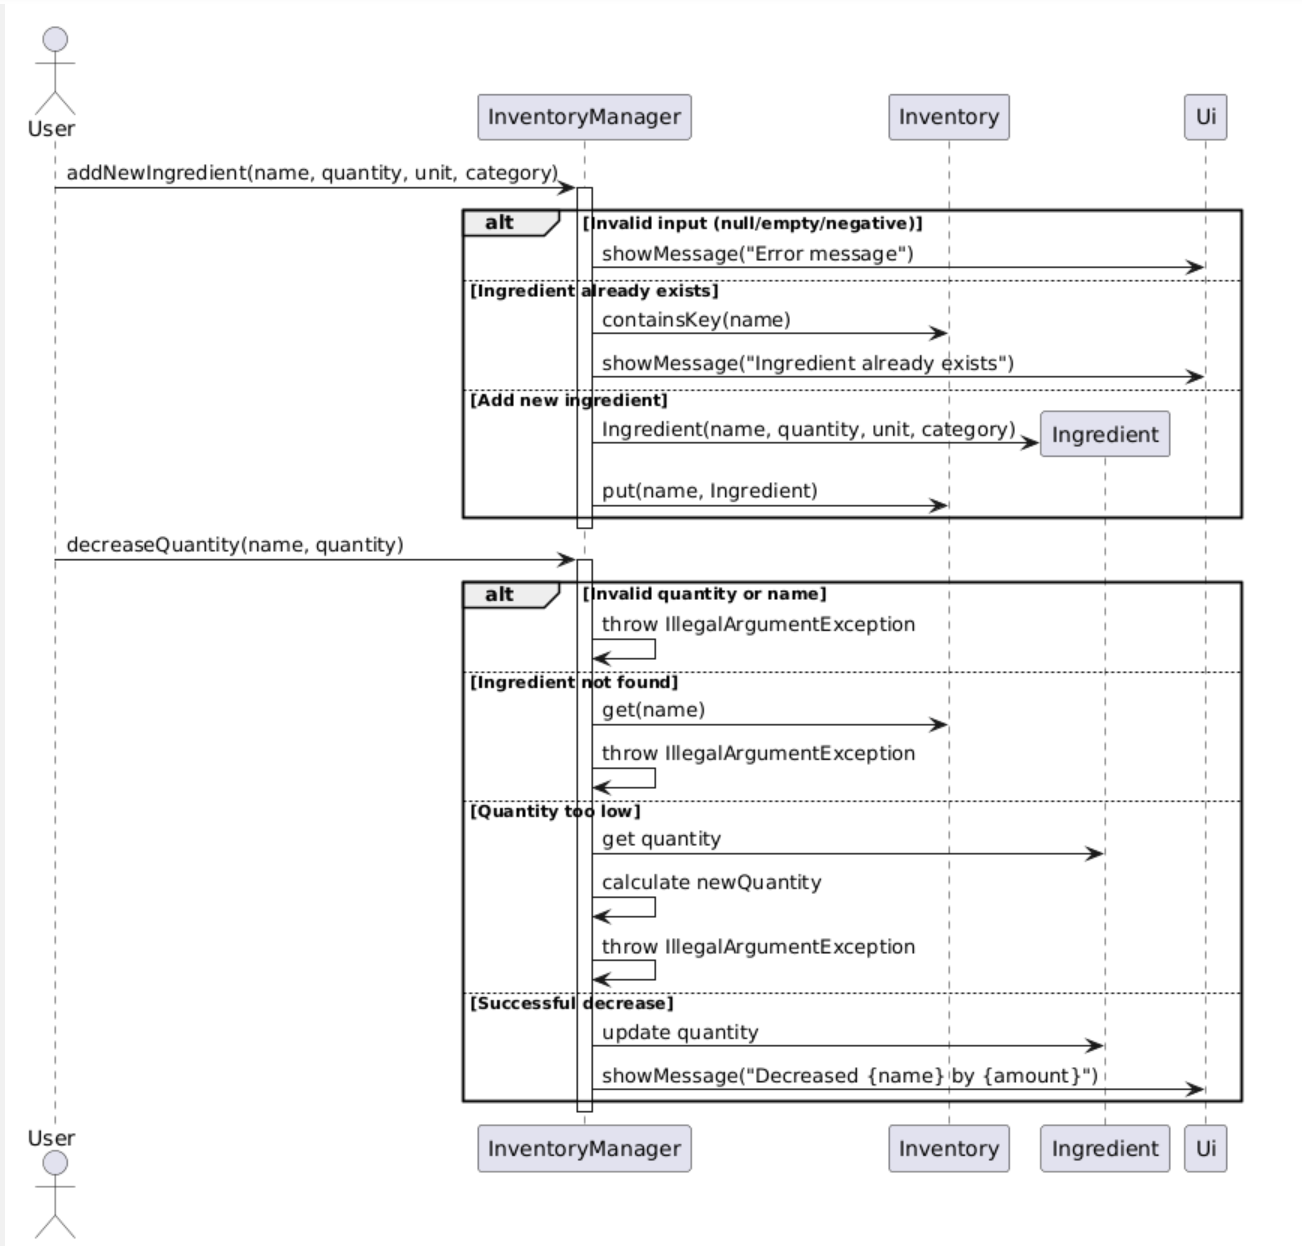 User
InventoryManager
Inventory
Ui
addNewIngredient(name, quantity, unit, category)
alt
[Invalid input (null/empty/negative)]
showMessage("Error message")
[Ingredient already exists]
containsKey(name)
showMessage("Ingredient already exists")
[Add new ingredient]
Ingredient(name, quantity, unit, category)
Ingredient
put(name, Ingredient)
decreaseQuantity(name, quantity)
alt
[Invalid quantity or name]
throw IllegalArgumentException
[Ingredient not found]
get(name)
throw IllegalArgumentException
[Quantity too low]
get quantity
calculate newQuantity
throw IllegalArgumentException
[Successful decrease]
update quantity
showMessage("Decreased {name} by {amount}")
User
InventoryManager
Inventory
Ingredient
Ui